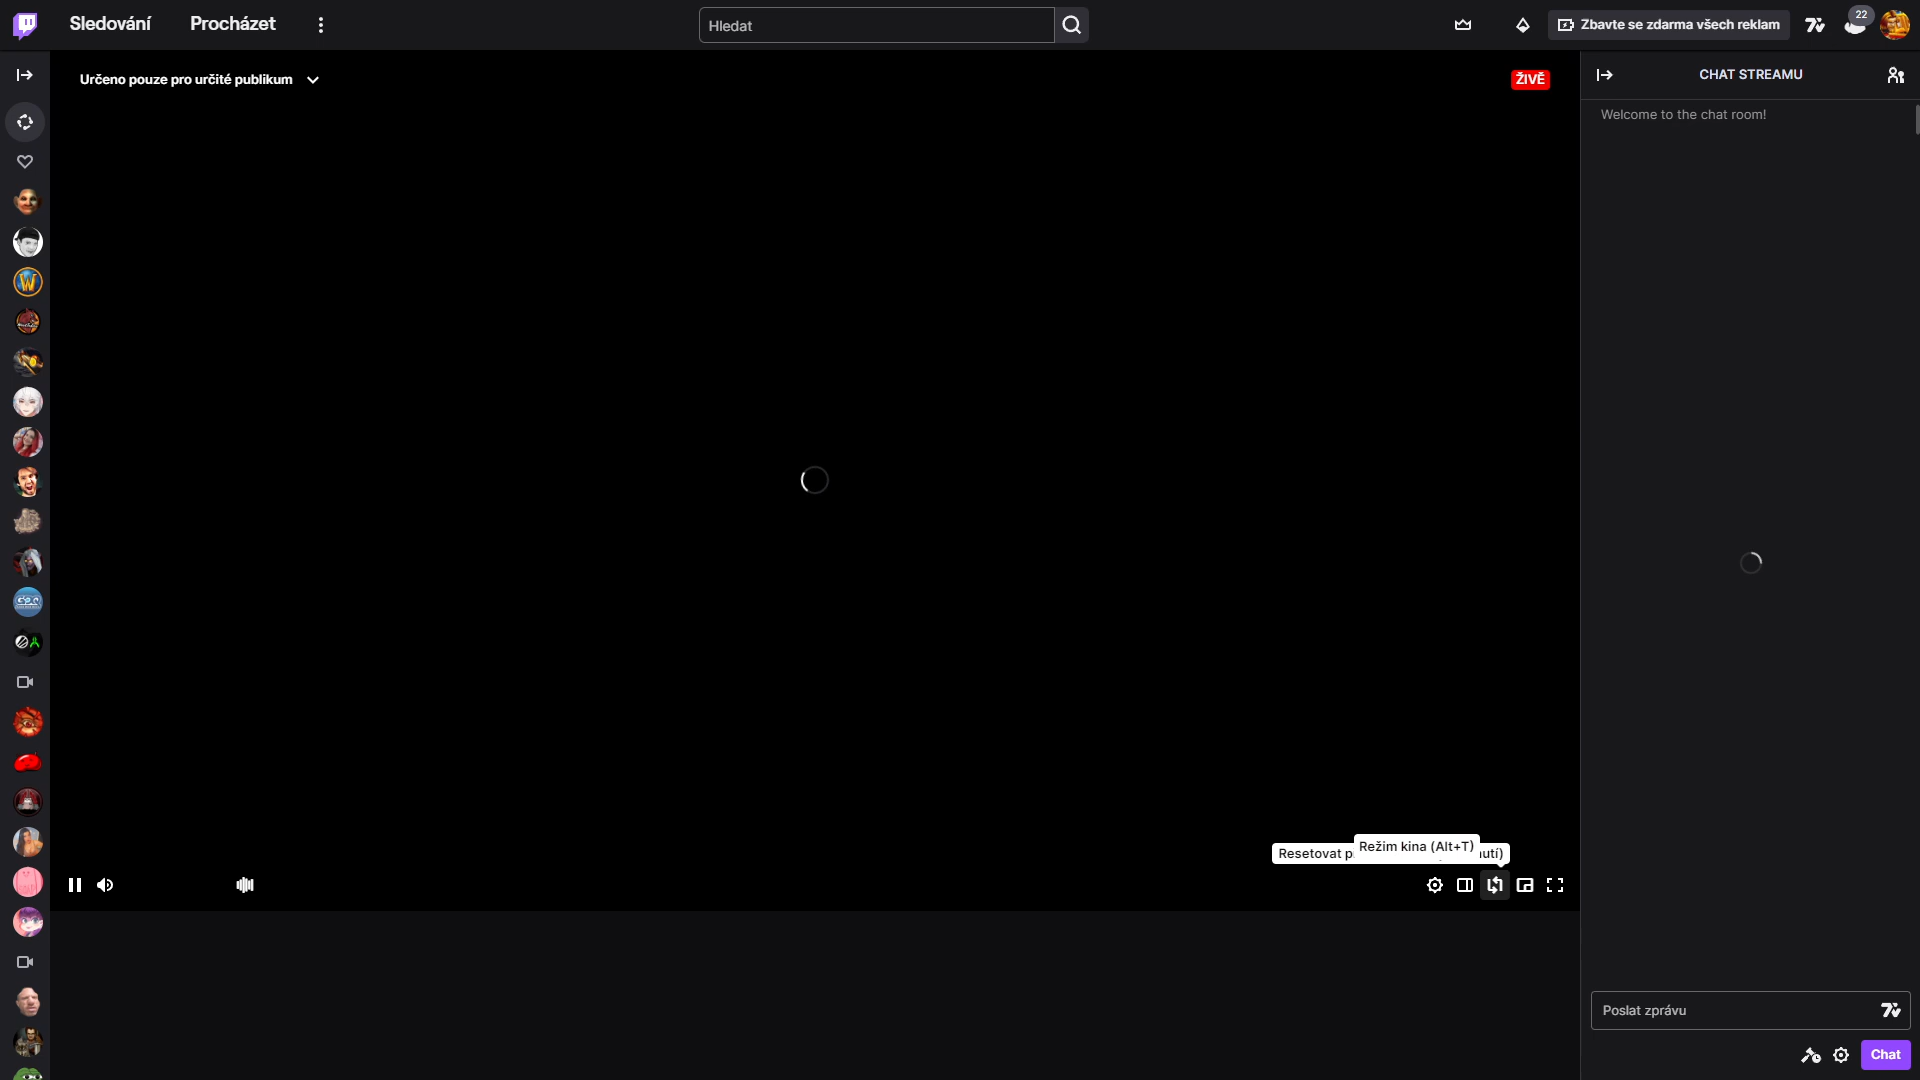 Sledování
Procházet
Hledat
Zbavte se zdarma všech reklam
22
Určeno pouze pro určité publikum
ŽIVĚ
CHAT STREAMU
Welcome to the chat room!
Režim kina (Alt+T)
Resetovat
Poslat zprávu
Chat